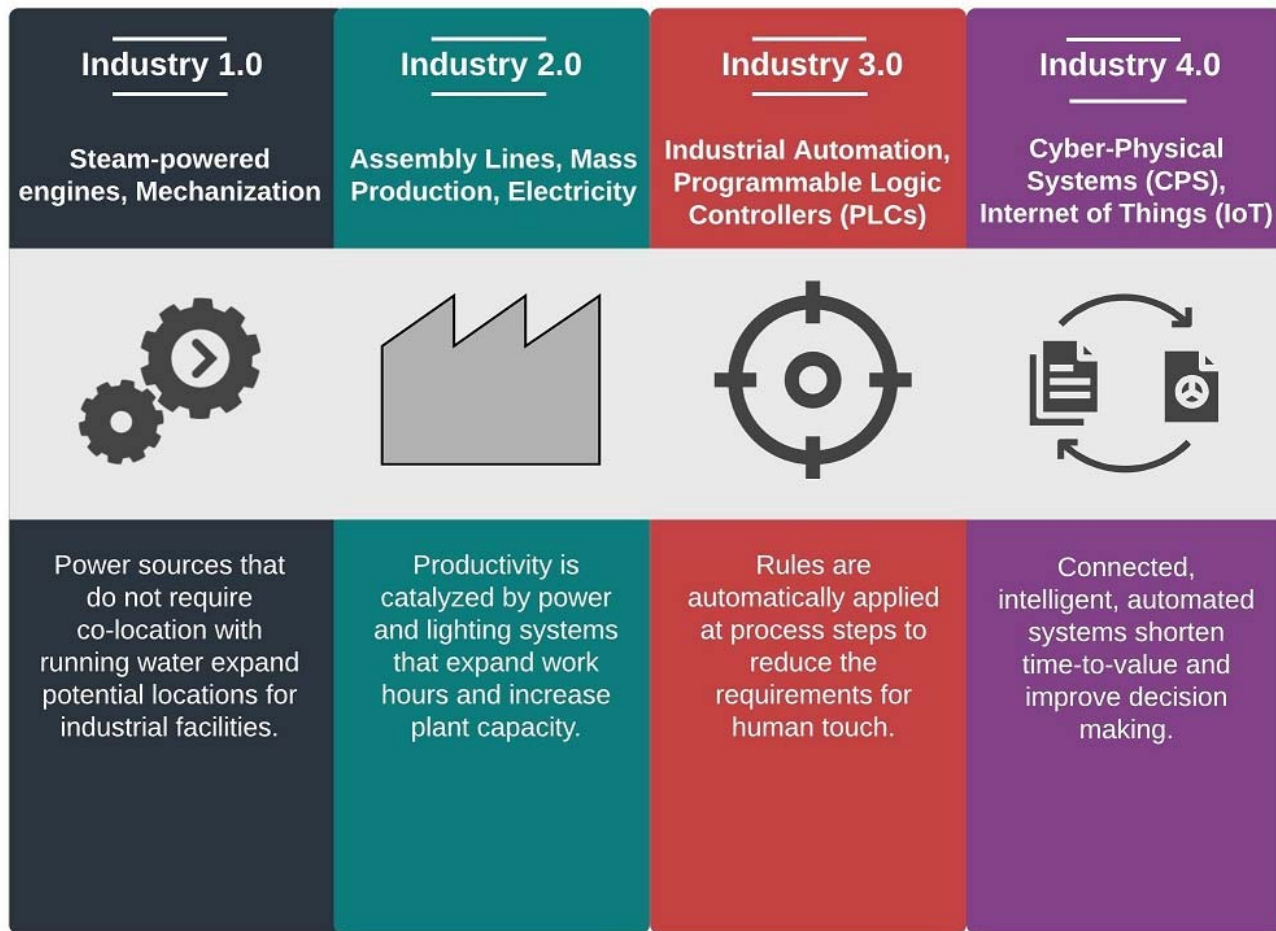 Industry 1.0
Steam-powered
engines, Mechanization
Power sources that
do not require
co-location with
running water expand
potential locations for
industrial facilities.
Industry 2.0
Assembly Lines, Mass
Production, Electricity
Productivity is
catalyzed by power
and lighting systems
that expand work
hours and increase
plant capacity.
Industry 3.0
Industrial Automation,
Programmable Logic
Controllers (PLCs)
Rules are
automatically applied
at process steps to
reduce the
requirements for
human touch.
Industry 4.0
Cyber-Physical
Systems (CPS),
Internet of Things (IoT)
Connected,
intelligent, automated
systems shorten
time-to-value and
improve decision
making.